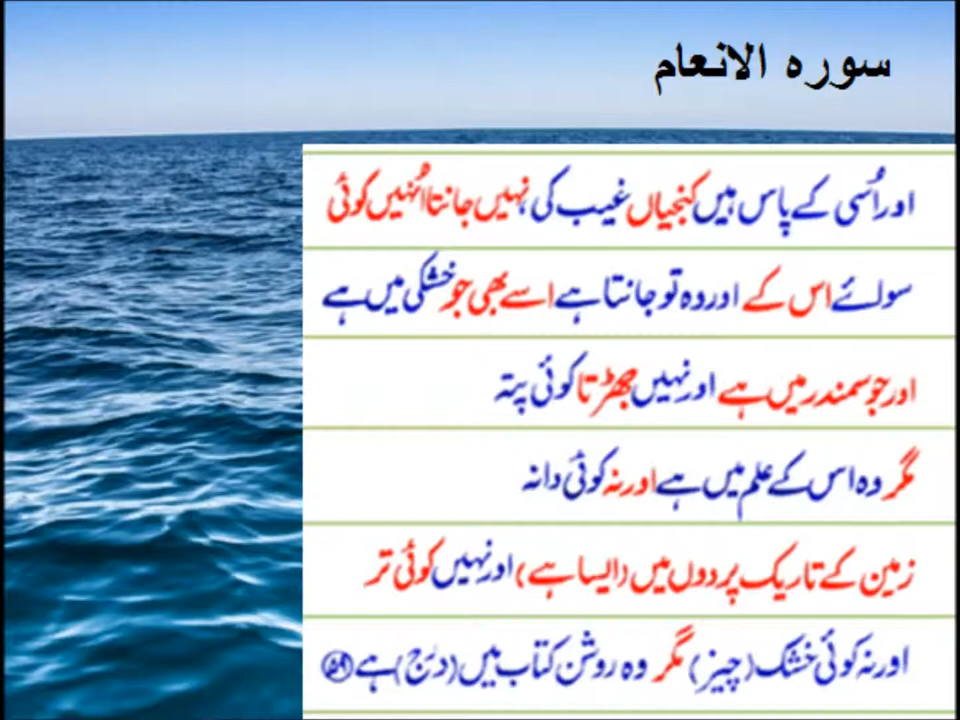 سورہ الانعام
اور اُسی کے پاس ہیں کنجیاں غیب کی نہیں جانتا اُنہیں کوئی
سوائے اس کے اور وہ تو جانتا ہے اسے بھی جو خشکی میں ہے
اور جو سمندر میں ہے اور نہیں جھڑتا کوئی پتہ
مگر وہ اس کے علم میں ہے اور نہ کوئی دانہ
زمین کے تاریک پردوں میں (ایسا ہے) اور نہیں کوئی تر
اور نہ کوئی خشک (چیز) مگر وہ روشن کتاب میں (درج) ہے ﴿۵۹﴾